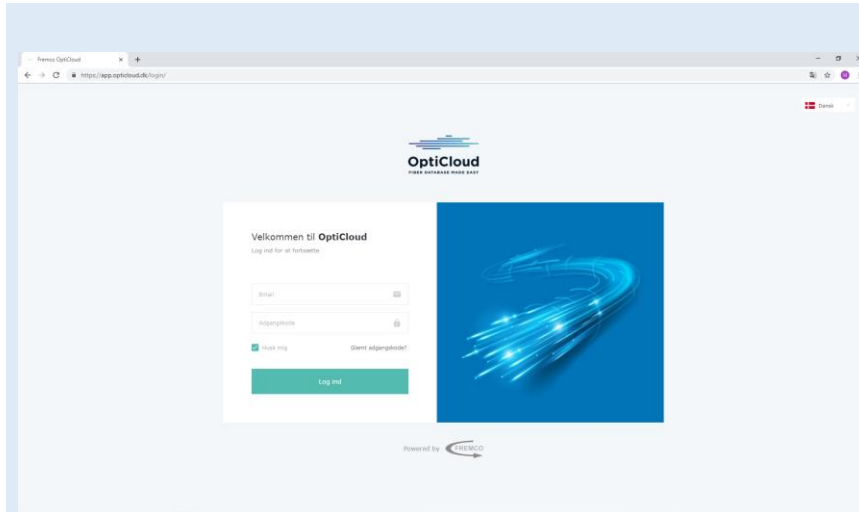 Fremco OptiCloud
https://app.opticloud.dk/login/
Dansk
OptiCloud
FIBER DATABASE MADE EASY
Velkommen til OptiCloud
Log ind for at fortsætte
Email
Adgangskode
Husk mig
Glemt adgangskode?
Log ind
Powered by FREMCO